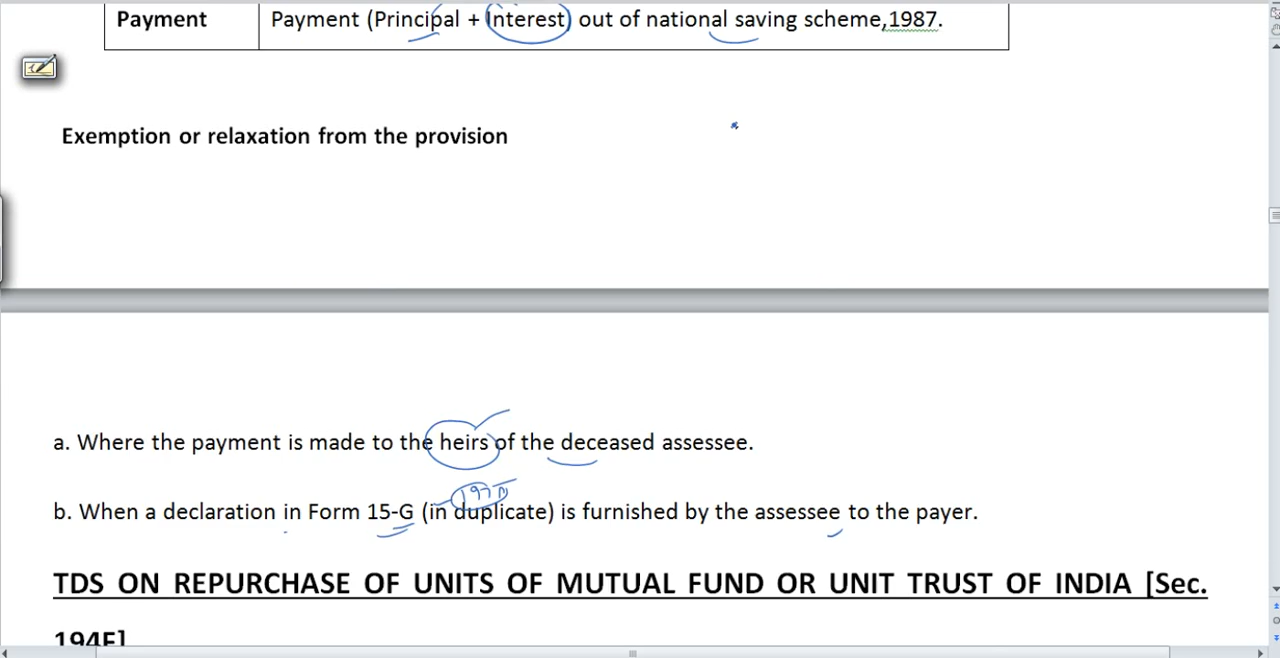 Payment Payment (Principal + Interest) out of national saving scheme,1987.
Exemption or relaxation from the provision
a. Where the payment is made to the heirs of the deceased assessee.
197A
b. When a declaration in Form 15-G (in duplicate) is furnished by the assessee to the payer.
TDS ON REPURCHASE OF UNITS OF MUTUAL FUND OR UNIT TRUST OF INDIA [Sec.
194F]